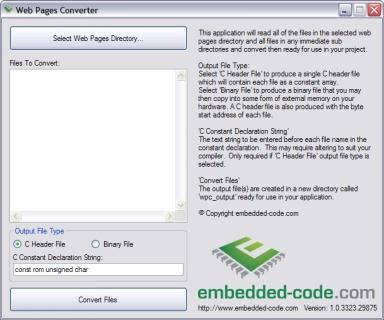 Web Pages Converter
Select Web Pages Directory...
Files To Convert:
Output File Type
C Header File
Binary File
C Constant Declaration String:
const rom unsigned char
Convert Files
This application will read all of the files in the selected web
pages directory and all files in any immediate sub
directories and convert then ready for use in your project.
Output File Type:
Select 'C Header File' to produce a single C header file
which will contain each file as a constant array.
Select 'Binary File' to produce a binary file that you may
then copy into some form of external memory on your
hardware. A C header file is also produced with the byte
start address of each file.
'C Constant Declaration String'
The text string to be entered before each file name in the
constant declaration. This may require altering to suit your
compiler. Only required if 'C Header File' output file type is
selected.
'Convert Files'
The output file(s) are created in a new directory called
'wpc_output' ready for use in your application.
© Copyright embedded-code.com
embedded-code.com
http://www.embedded-code.com Version: 1.0.3323.29875